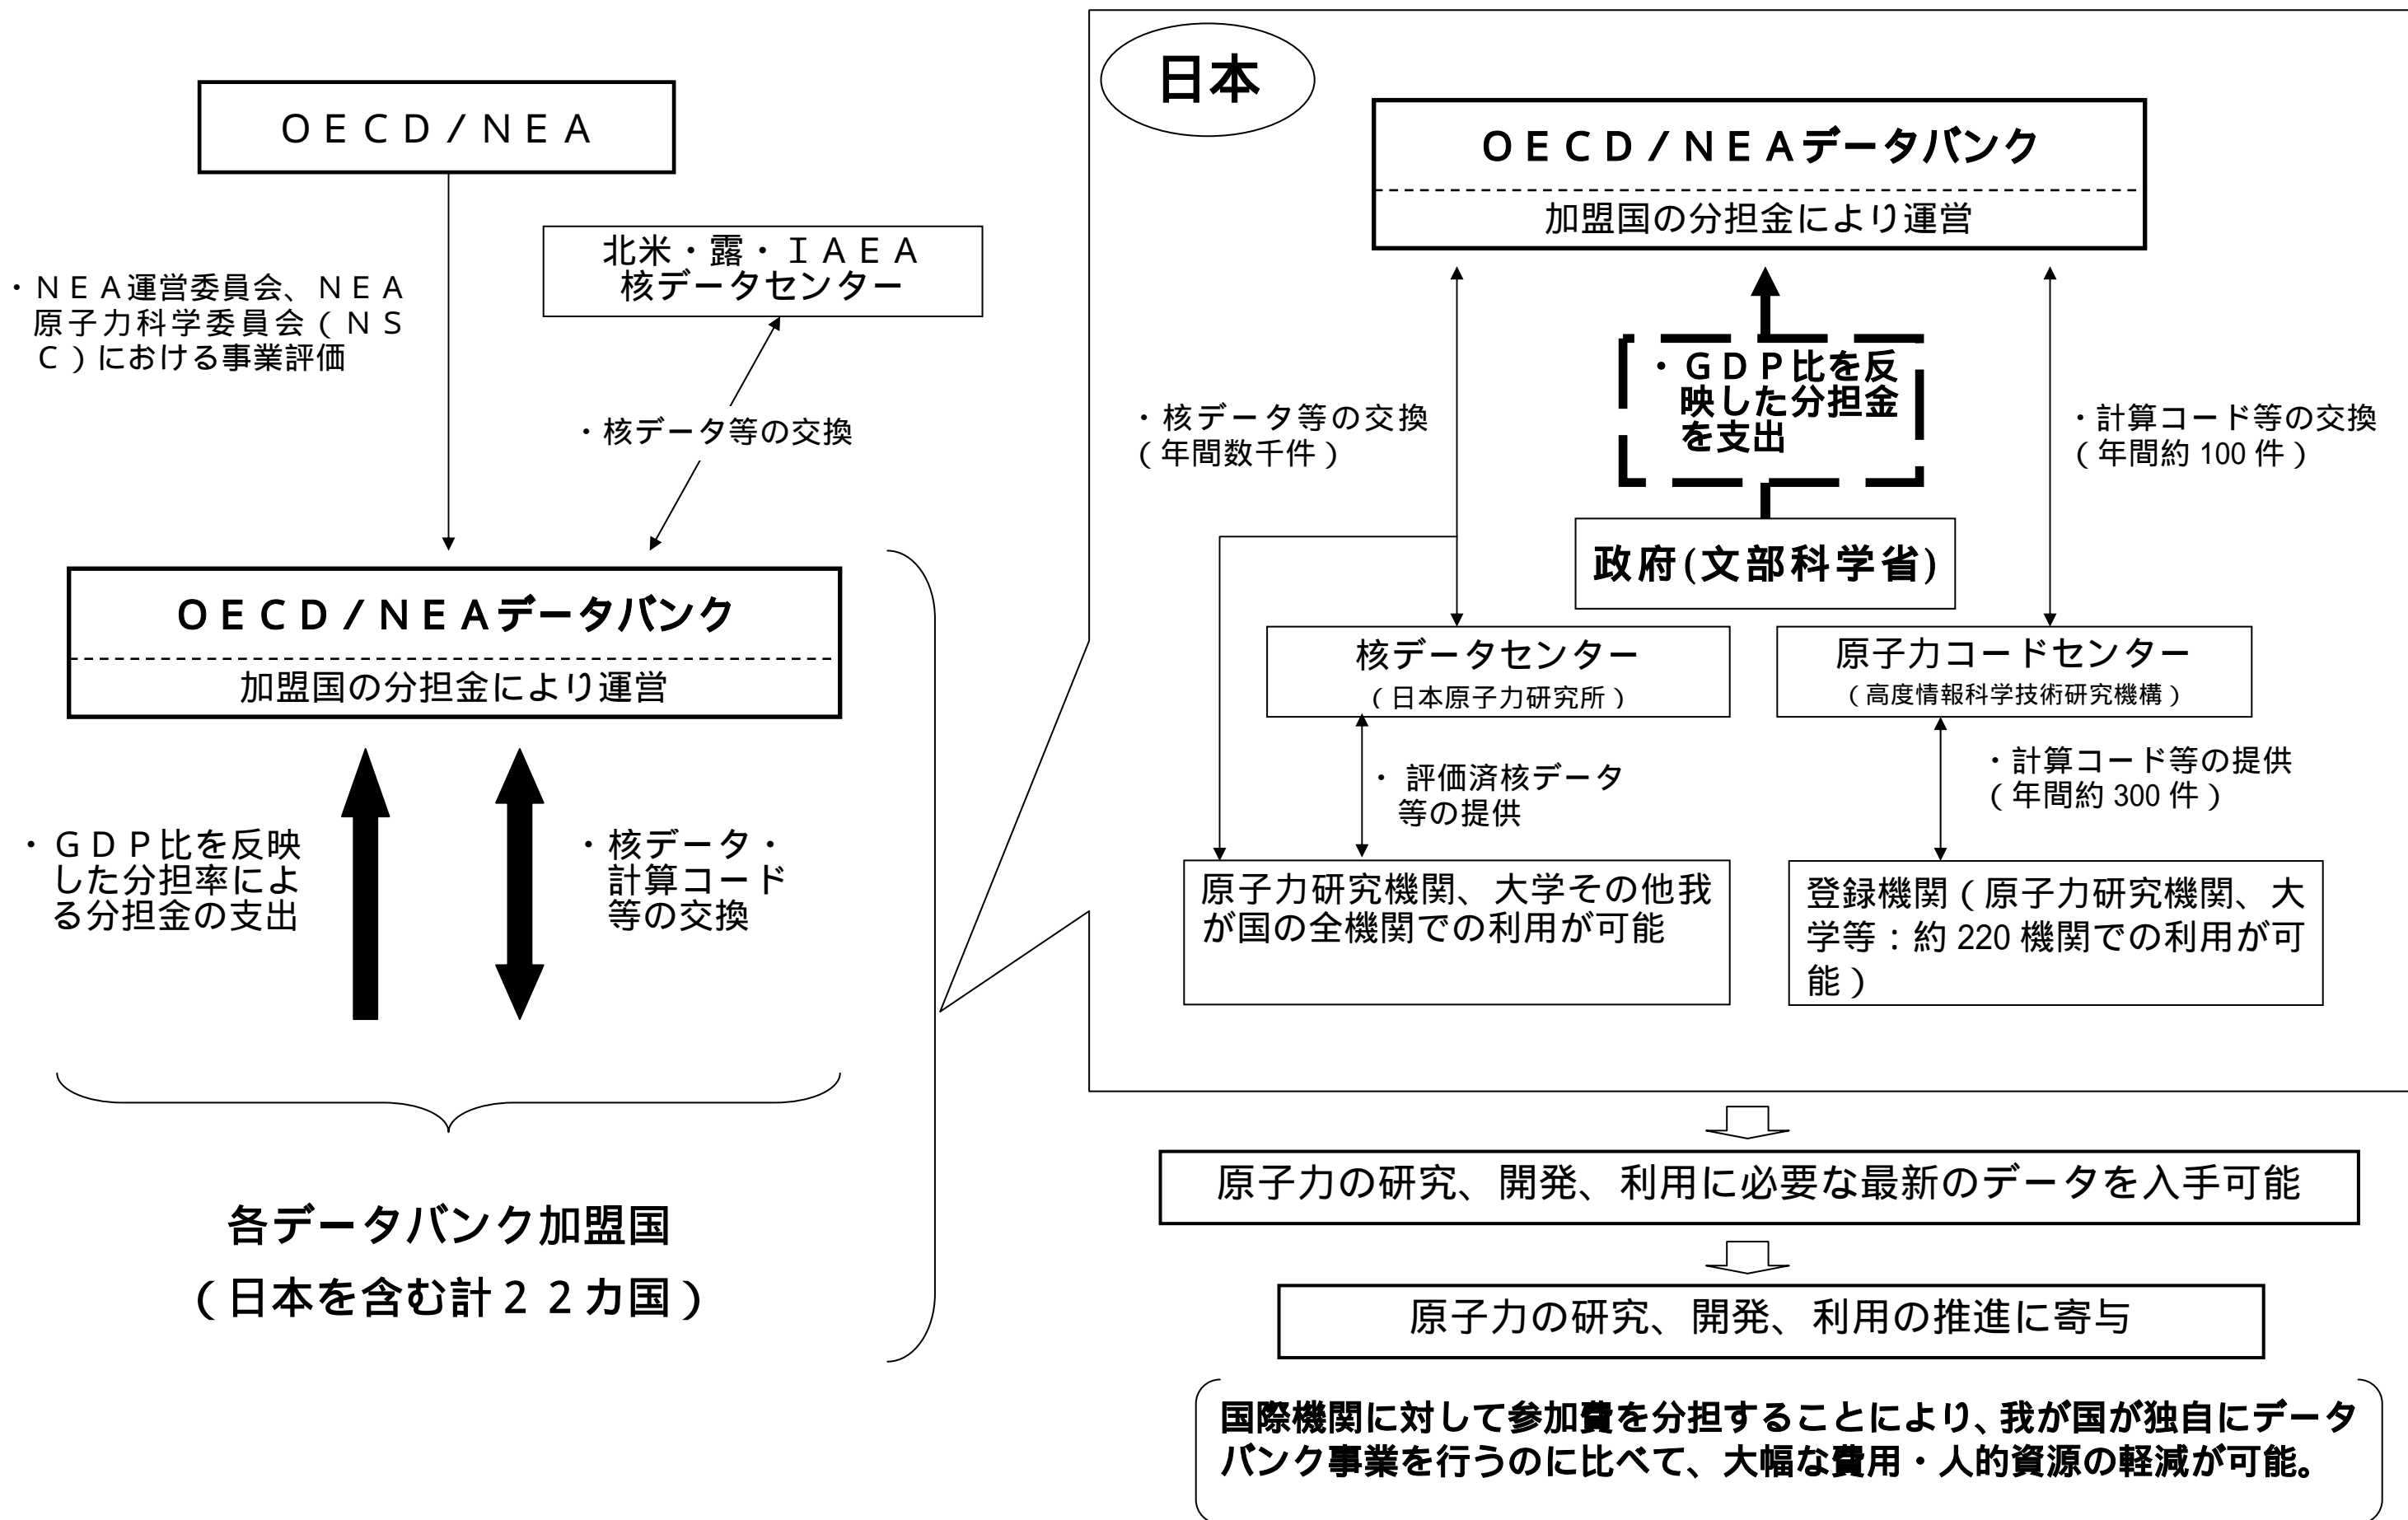 ＯＥＣＤ／ＮＥＡ
北米・露・ＩＡＥＡ
核データセンター
・ＮＥＡ運営委員会、ＮＥＡ
原子力科学委員会（ＮＳ
Ｃ）における事業評価
・核データ等の交換
ＯＥＣＤ／ＮＥＡデータバンク
加盟国の分担金により運営
・ＧＤＰ比を反映
した分担率によ
る分担金の支出
・核データ・
計算コード
等の交換
各データバンク加盟国
（日本を含む計２２カ国）
日本
ＯＥＣＤ／ＮＥＡデータバンク
加盟国の分担金により運営
・核データ等の交換
（年間数千件）
・ＧＤＰ比を反
映した分担金
を支出
・計算コード等の交換
（年間約 100 件）
政府(文部科学省)
核データセンター
（日本原子力研究所）
原子力コードセンター
（高度情報科学技術研究機構）
・ 評価済核データ
等の提供
・計算コード等の提供
（年間約 300 件）
原子力研究機関、大学その他我
が国の全機関での利用が可能
登録機関（原子力研究機関、大
学等：約 220 機関での利用が可
能）
原子力の研究、開発、利用に必要な最新のデータを入手可能
原子力の研究、開発、利用の推進に寄与
国際機関に対して参加費を分担することにより、我が国が独自にデータ
バンク事業を行うのに比べて、大幅な費用・人的資源の軽減が可能。